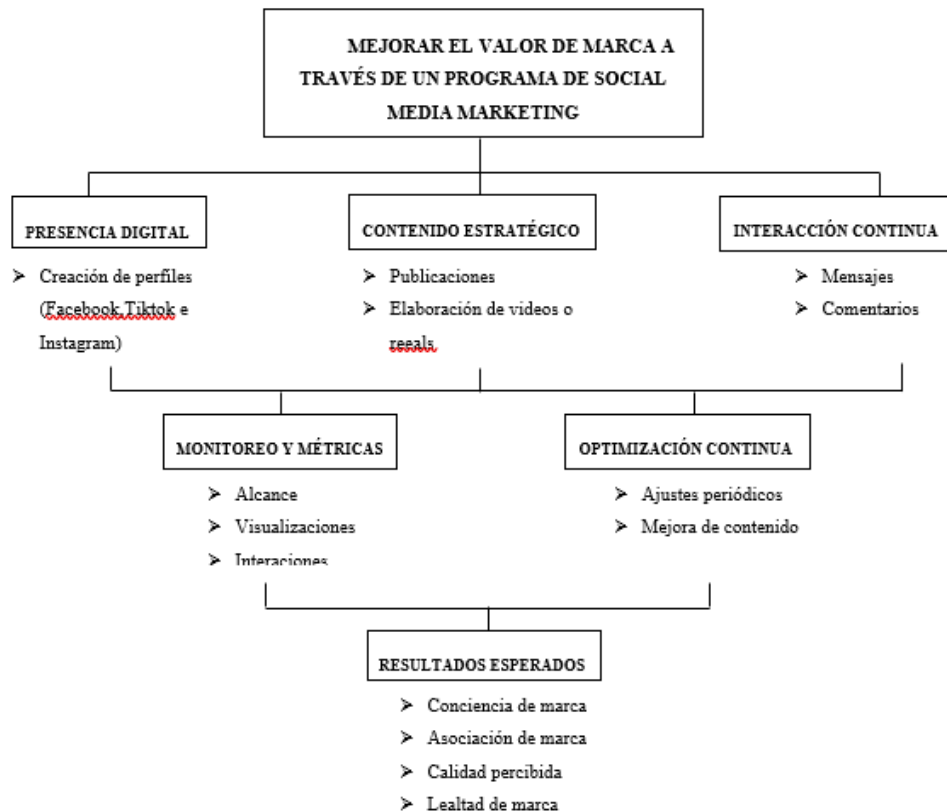 MEJORAR EL VALOR DE MARCA A
TRAVÉS DE UN PROGRAMA DE SOCIAL
MEDIA MARKETING
PRESENCIA DIGITAL
➤ Creación de perfiles
(Facebook,Tiktok e
Instagram)
CONTENIDO ESTRATÉGICO
➤ Publicaciones
➤ Elaboración de videos o
reeals
INTERACCIÓN CONTINUA
➤ Mensajes
➤ Comentarios
MONITOREO Y MÉTRICAS
➤ Alcance
➤ Visualizaciones
➤ Interaciones
OPTIMIZACIÓN CONTINUA
➤ Ajustes periódicos
➤ Mejora de contenido
RESULTADOS ESPERADOS
➤ Conciencia de marca
➤ Asociación de marca
➤ Calidad percibida
➤ Lealtad de marca